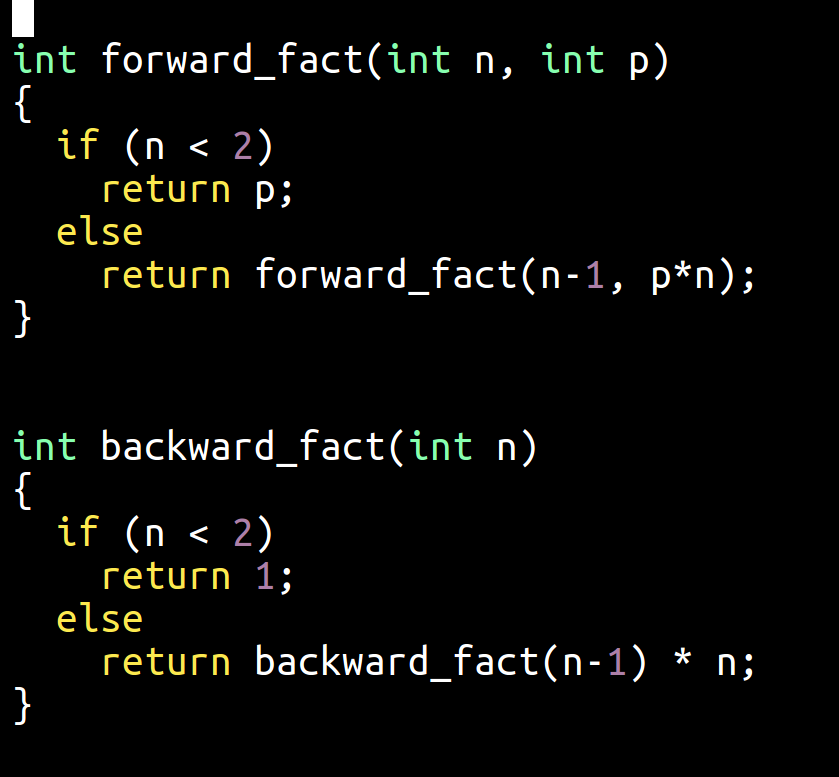 int forward_fact(int n, int p)
{
  if (n < 2)
    return p;
  else
    return forward_fact(n-1, p*n);
}
int backward_fact(int n)
{
  if (n < 2)
    return 1;
  else
    return backward_fact(n-1) * n;
}